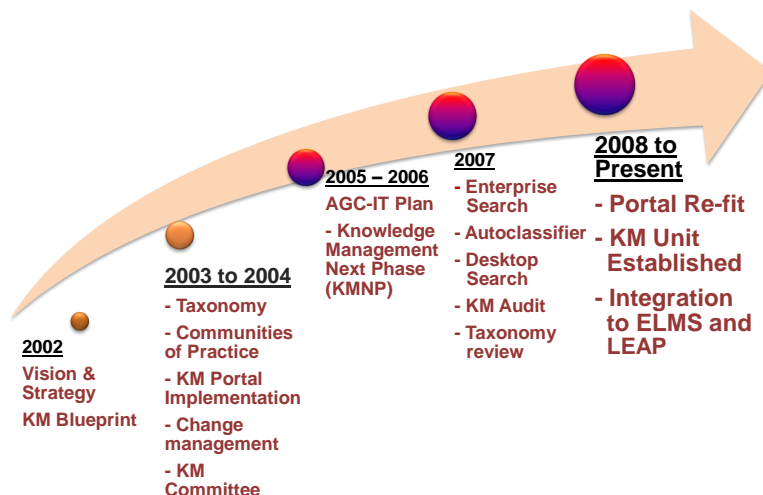 2002
Vision &
Strategy
KM Blueprint
2003 to 2004
- Taxonomy
- Communities
of Practice
- KM Portal
Implementation
- Change
management
- KM
Committee
2005 – 2006
AGC-IT Plan
- Knowledge
Management
Next Phase
(KMNP)
2007
- Enterprise
Search
- Autoclassifier
- Desktop
Search
- KM Audit
- Taxonomy
review
2008 to
Present
- Portal Re-fit
- KM Unit
Established
- Integration
to ELMS and
LEAP